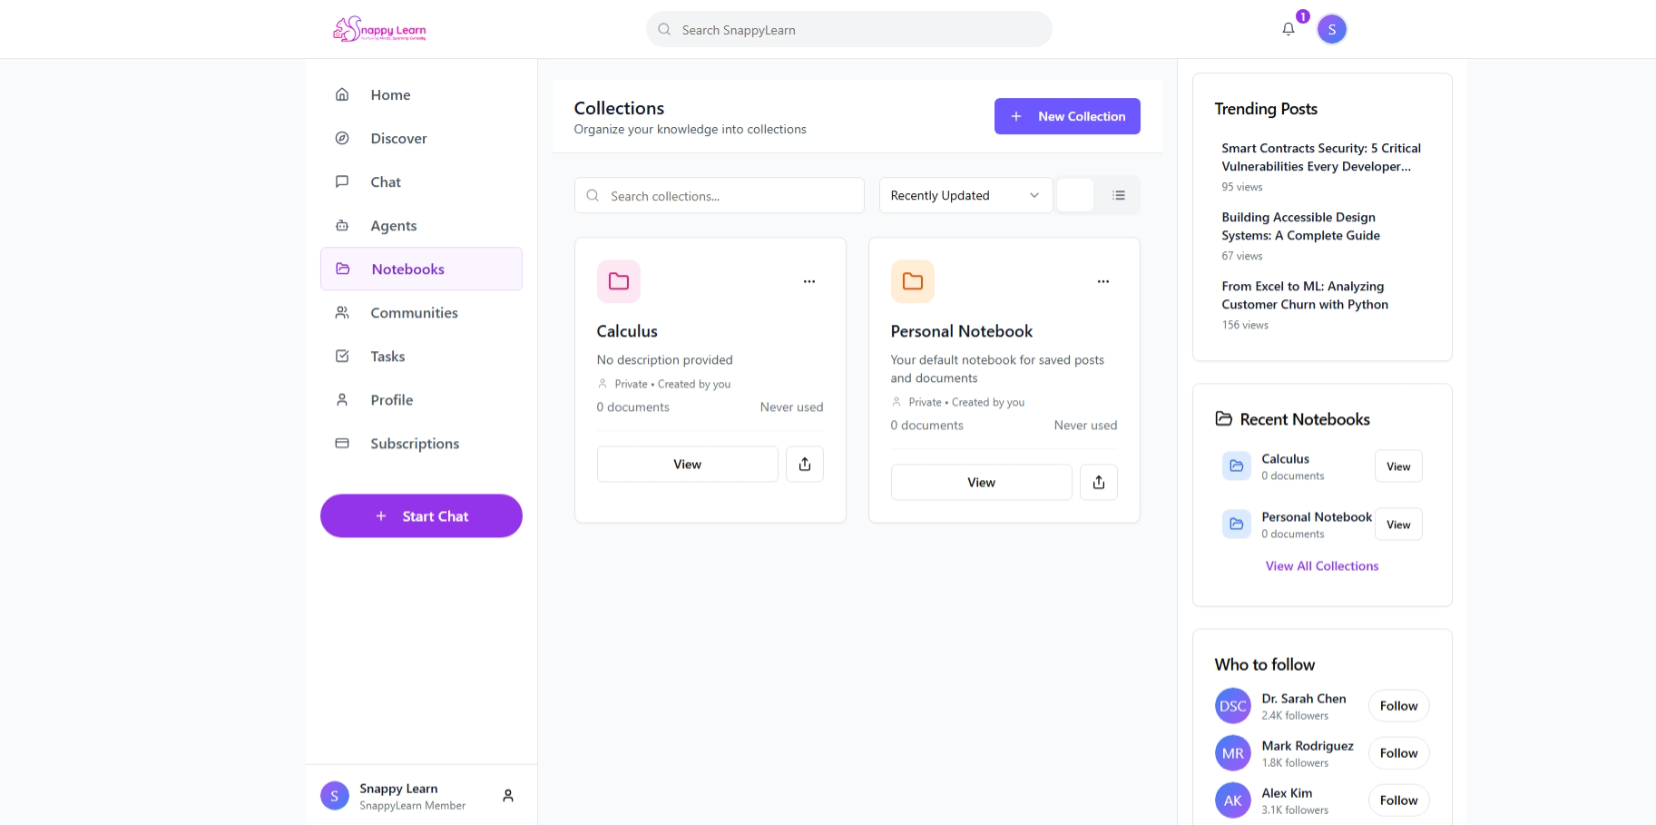 nappy Learn
Search SnappyLearn
1
S
Home
Discover
Chat
Agents
Notebooks
Communities
Tasks
Profile
Subscriptions
+ Start Chat
S
Snappy Learn
SnappyLearn Member
Collections
Organize your knowledge into collections
+ New Collection
Search collections...
Recently Updated
Calculus
No description provided
Private • Created by you
0 documents
Never used
View
Personal Notebook
Your default notebook for saved posts
and documents
Private • Created by you
0 documents
Never used
View
Trending Posts
Smart Contracts Security: 5 Critical
Vulnerabilities Every Developer...
95 views
Building Accessible Design
Systems: A Complete Guide
67 views
From Excel to ML: Analyzing
Customer Churn with Python
156 views
Recent Notebooks
Calculus
0 documents
View
Personal Notebook
0 documents
View
View All Collections
Who to follow
DSC
Dr. Sarah Chen
2.4K followers
Follow
MR
Mark Rodriguez
1.8K followers
Follow
AK
Alex Kim
3.1K followers
Follow